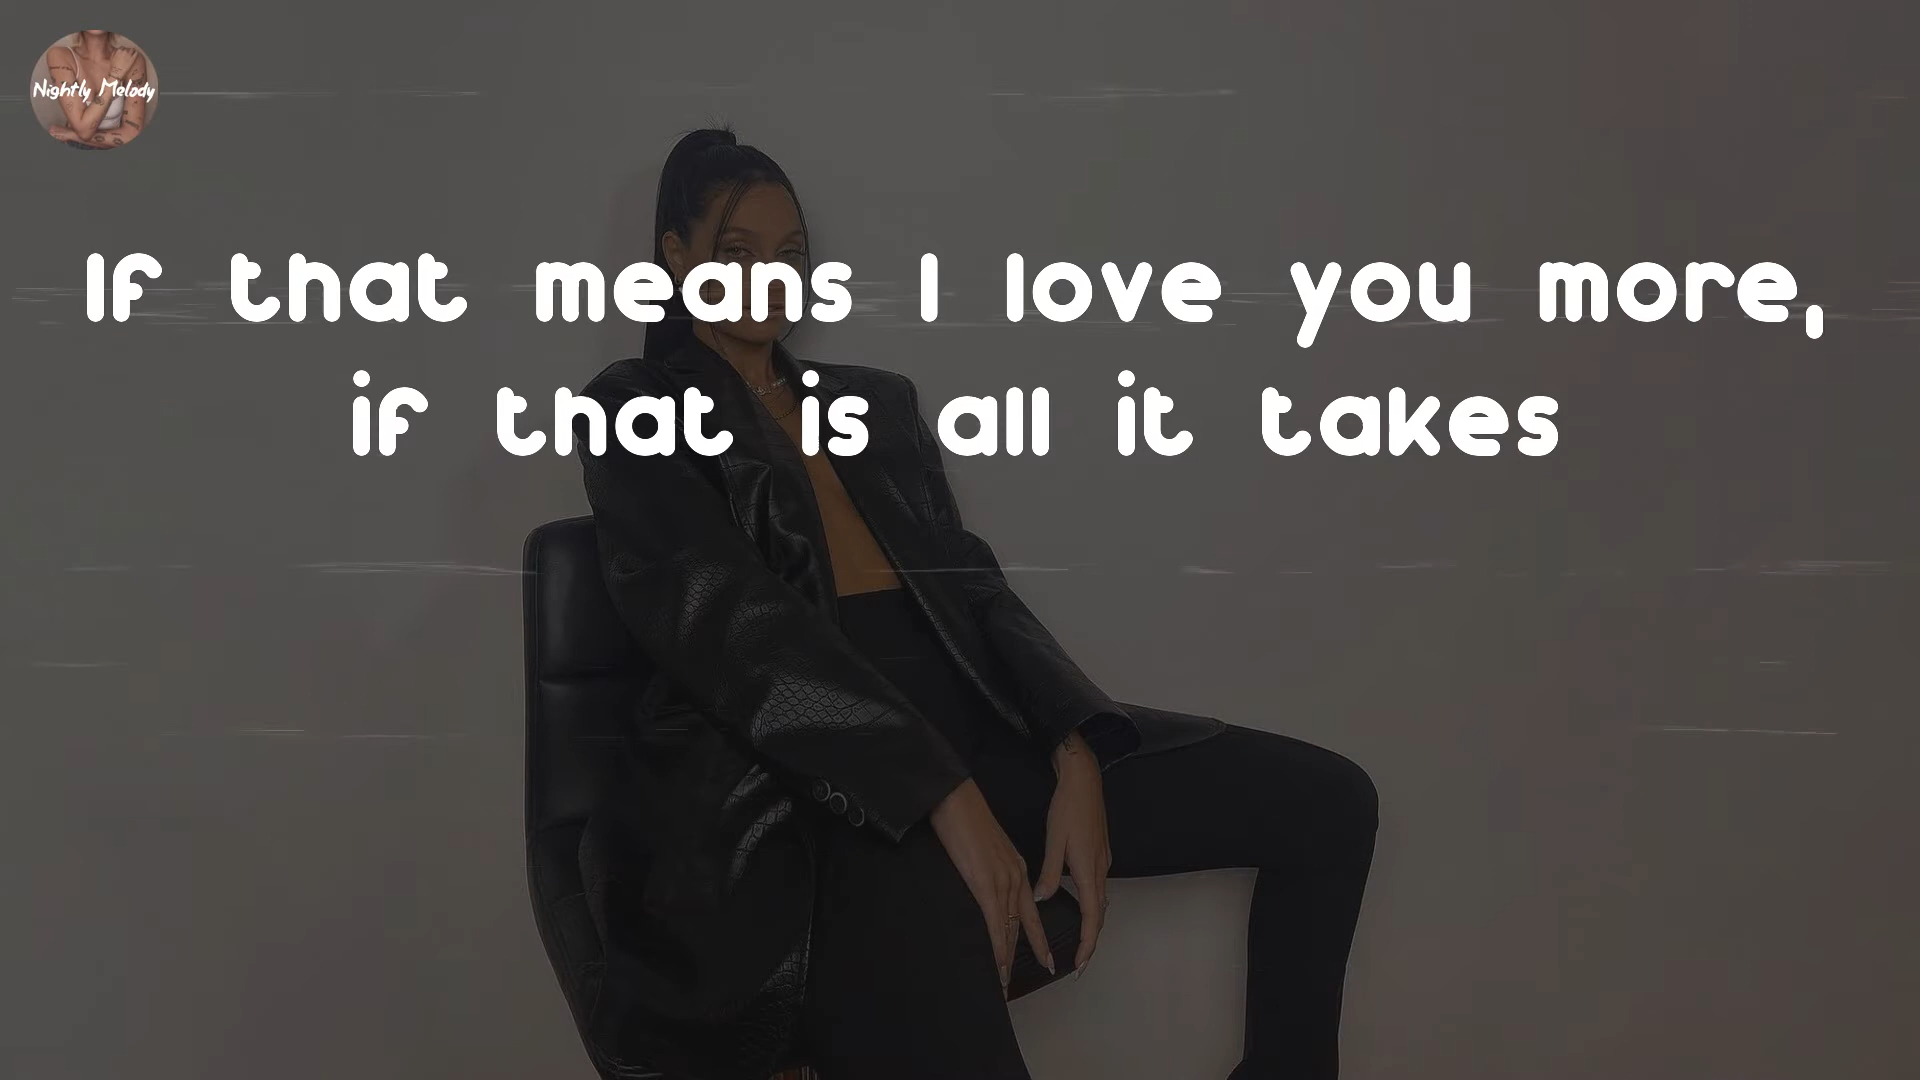 Nightly Melody
If that means I love you more,
if that is all it takes